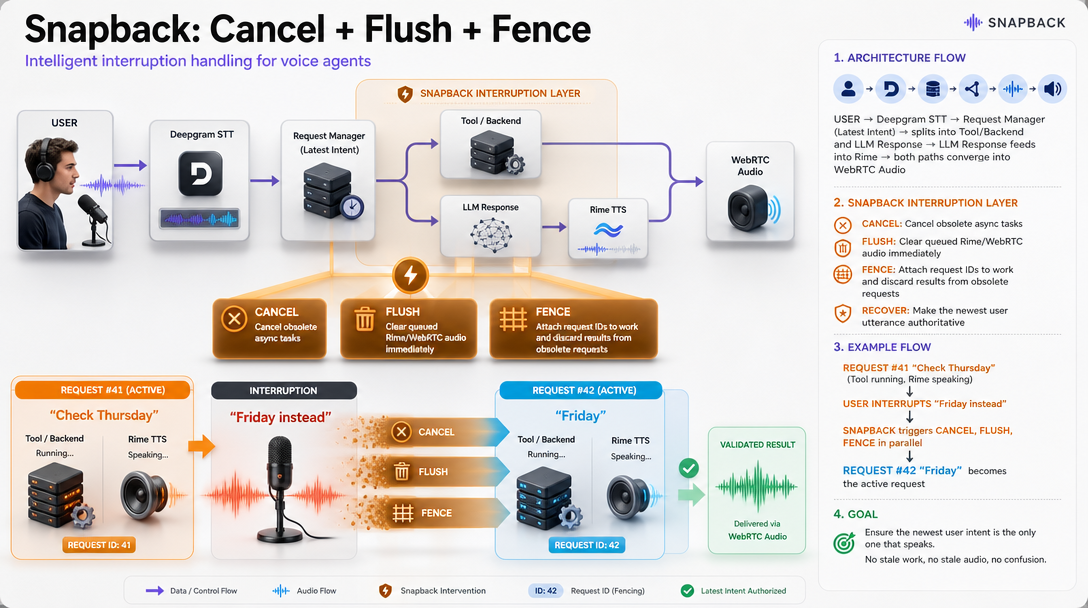 Snapback: Cancel + Flush + Fence
Intelligent interruption handling for voice agents
SNAPBACK
SNAPBACK INTERRUPTION LAYER
USER
Deepgram STT
Request Manager
(Latent Intent)
Tool / Backend
LLM Response
Rime TTS
WebRTC
Audio
CANCEL
Cancel obsolete
async tasks
FLUSH
Clear queued
Rime/WebRTC audio
immediately
FENCE
Attach request IDs to work
and discard results from
obsolete requests
REQUEST #41 (ACTIVE)
“Check Thursday”
Tool / Backend
Running...
Rime TTS
Speaking...
REQUEST ID: 41
INTERRUPTION
“Friday instead”
CANCEL
FLUSH
FENCE
REQUEST #42 (ACTIVE)
“Friday”
Tool / Backend
Running...
Rime TTS
Speaking...
REQUEST ID: 42
VALIDATED RESULT
Delivered via
WebRTC Audio
Data / Control Flow
Audio Flow
Snapback Intervention
ID: 42
Request ID (Fencing)
Latest Intent Authorized
1. ARCHITECTURE FLOW
USER → Deepgram STT → Request Manager
(Latent Intent) → splits into Tool/Backend
and LLM Response → LLM Response feeds
into Rime → both paths converge into
WebRTC Audio
2. SNAPBACK INTERRUPTION LAYER
CANCEL: Cancel obsolete async tasks
FLUSH: Clear queued Rime/WebRTC
audio immediately
FENCE: Attach request IDs to work
and discard results from obsolete
requests
RECOVER: Make the newest user
utterance authoritative
3. EXAMPLE FLOW
REQUEST #41 “Check Thursday”
(Tool running, Rime speaking)
USER INTERRUPTS “Friday instead”
SNAPBACK triggers CANCEL, FLUSH,
FENCE in parallel
REQUEST #42 “Friday” becomes
the active request
4. GOAL
Ensure the newest user intent is the only
one that speaks.
No stale work, no stale audio, no confusion.